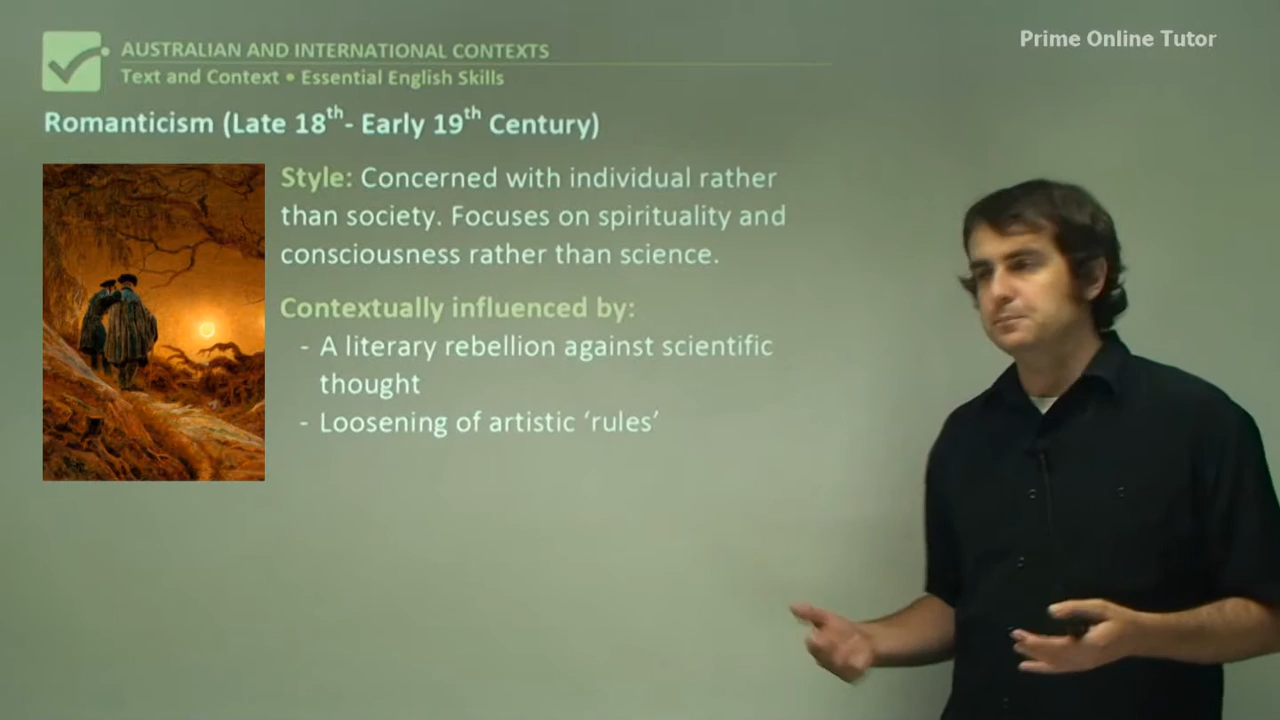 AUSTRALIAN AND INTERNATIONAL CONTEXTS
Prime Online Tutor
Text and Context • Essential English Skills
Romanticism (Late 18th- Early 19th Century)
Style: Concerned with individual rather
than society. Focuses on spirituality and
consciousness rather than science.
Contextually influenced by:
- A literary rebellion against scientific
thought
- Loosening of artistic ‘rules’